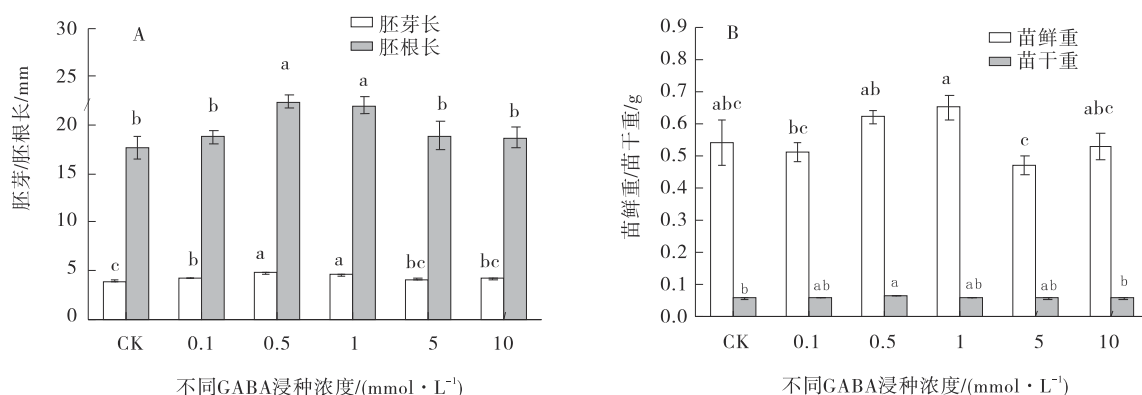 A
胚芽长
胚根长
胚芽/胚根长/mm
30
25
20
15
10
5
0
c b b b a a a a bc b bc b
CK 0.1 0.5 1 5 10
不同GABA浸种浓度/(mmol·L⁻¹)
B
苗鲜重
苗干重
苗鲜重/苗干重/g
0.9
0.8
0.7
0.6
0.5
0.4
0.3
0.2
0.1
0.0
abc bc ab a c abc
b ab a ab ab b
CK 0.1 0.5 1 5 10
不同GABA浸种浓度/(mmol·L⁻¹)